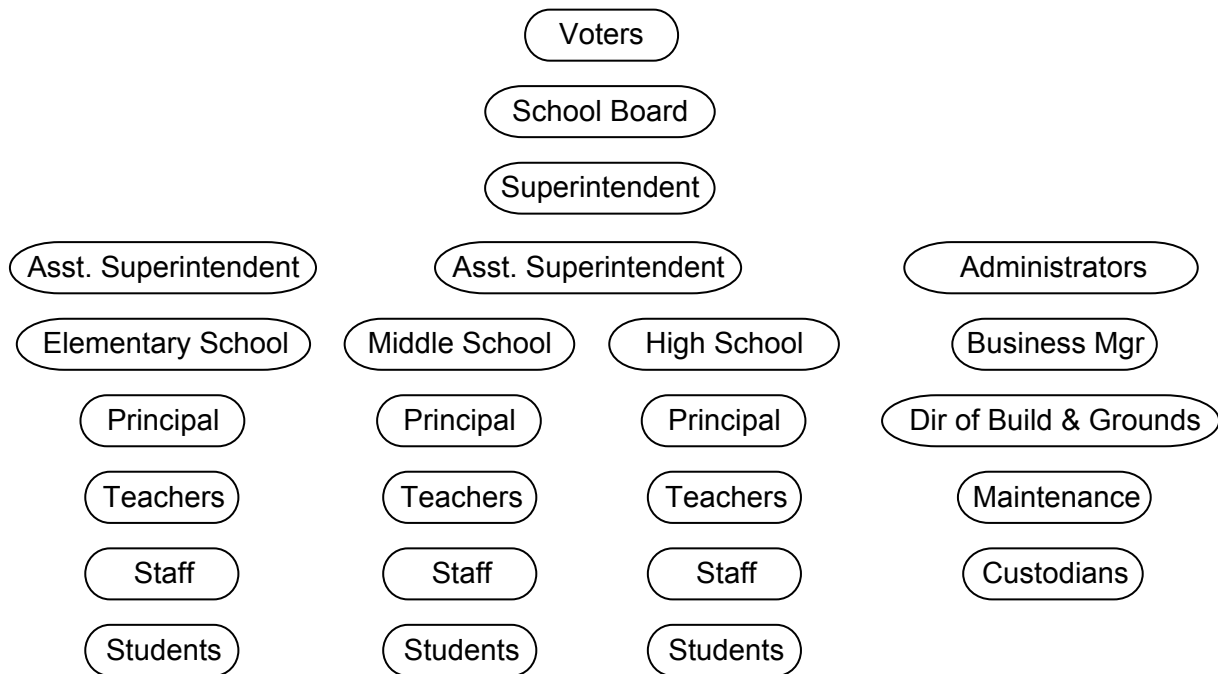 Voters
School Board
Superintendent
Asst. Superintendent Asst. Superintendent Administrators
Elementary School Middle School High School Business Mgr
Principal Principal Principal Dir of Build & Grounds
Teachers Teachers Teachers Maintenance
Staff Staff Staff Custodians
Students Students Students